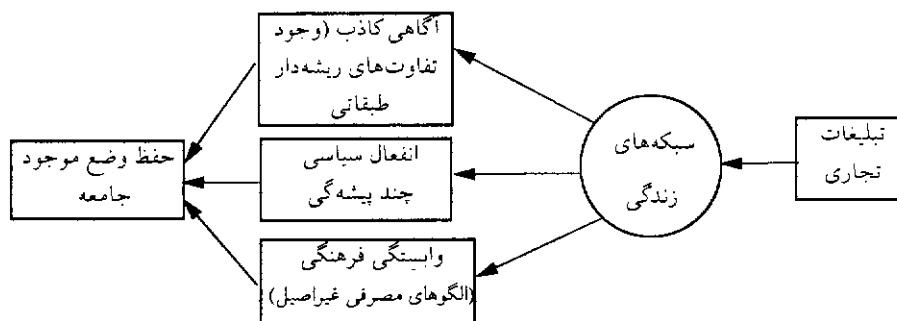 تبلیغات
تجاری
سبکه‌های
زندگی
آگاهی کاذب (وجود
تفاوت‌های ریشه‌دار
طبقاتی
انفعال سیاسی
چند پیشه‌گی
وابستگی فرهنگی
(الگوهای مصرفی غیراصیل)
حفظ وضع موجود
جامعه